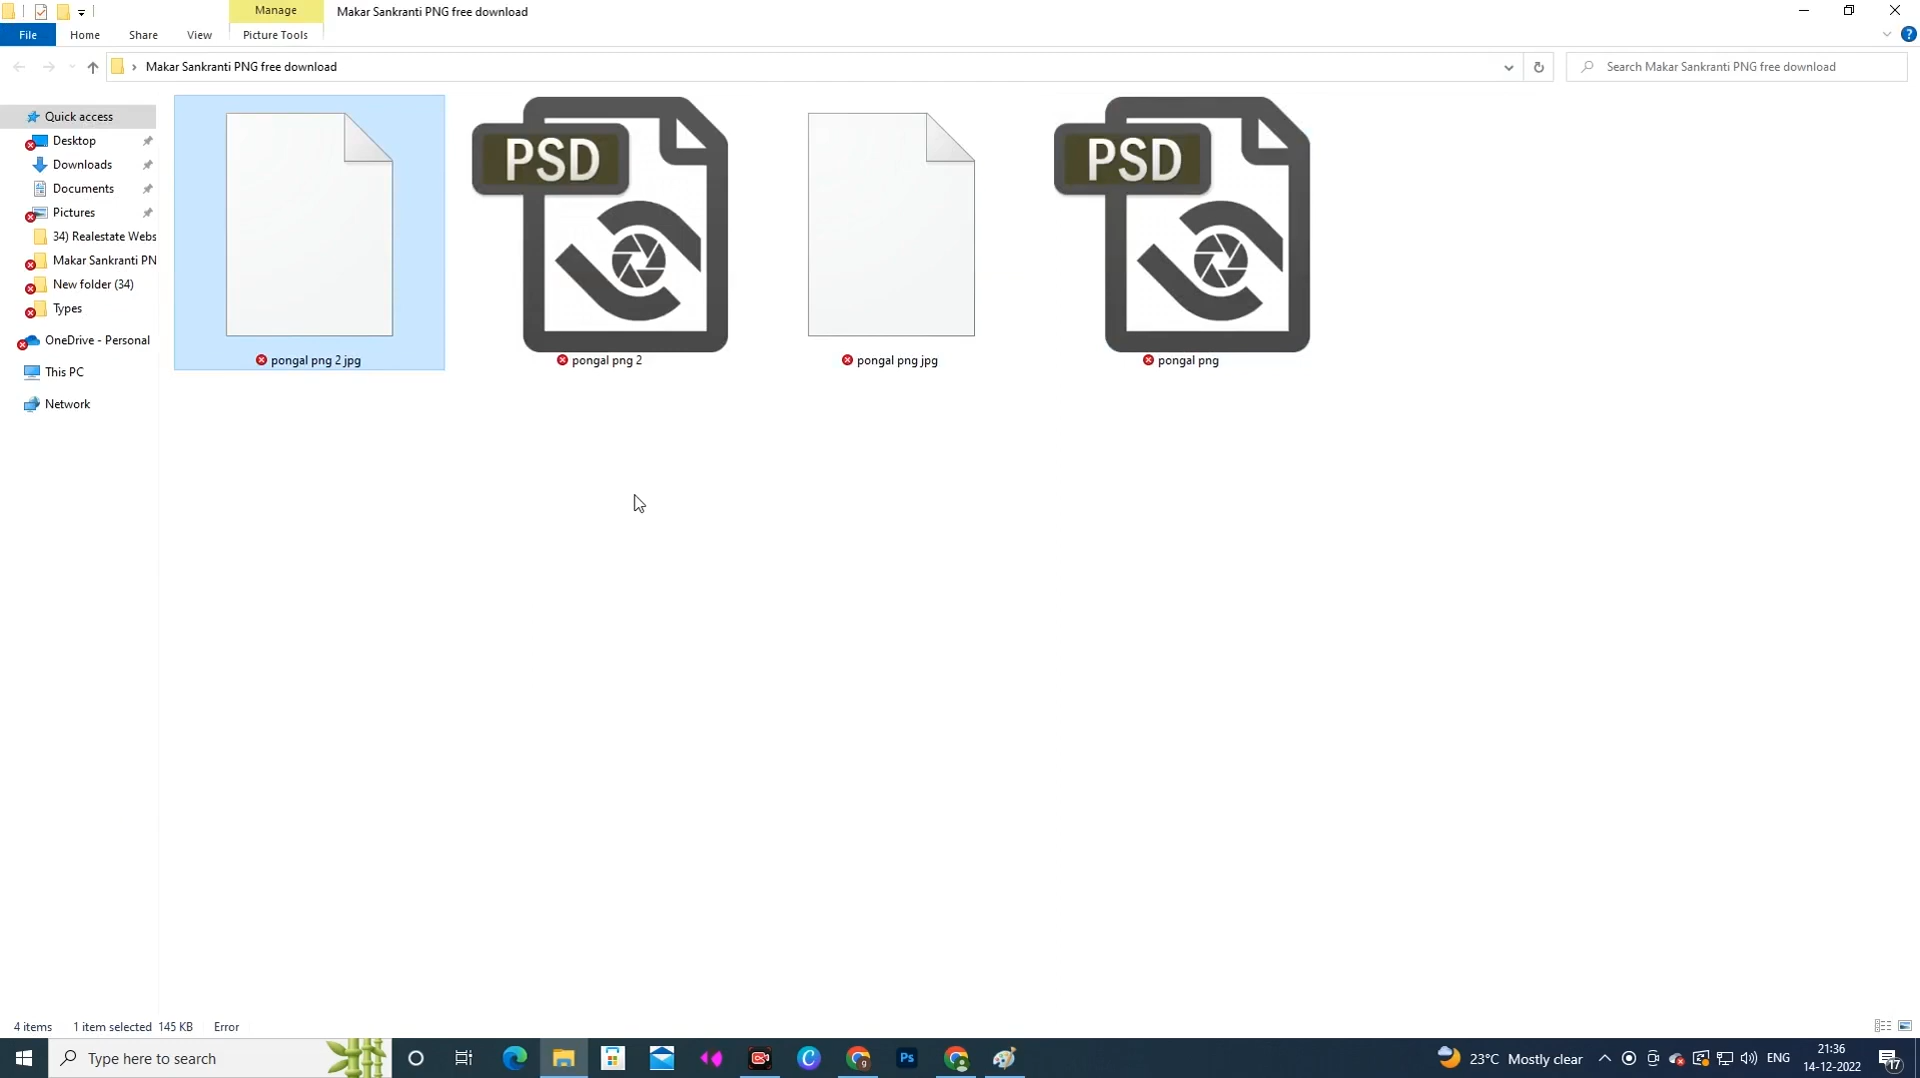 Manage
Makar Sankranti PNG free download
File
Home
Share
View
Picture Tools
Makar Sankranti PNG free download
Search Makar Sankranti PNG free download
Quick access
Desktop
Downloads
Documents
Pictures
34) Realestate Webs
Makar Sankranti PN
New folder (34)
Types
OneDrive - Personal
This PC
Network
PSD
PSD
pongal png 2 jpg
pongal png 2
pongal png jpg
pongal png
4 items
1 item selected 145 KB
Error
Type here to search
Ps
23°C Mostly clear
ENG
21:36
14-12-2022
17